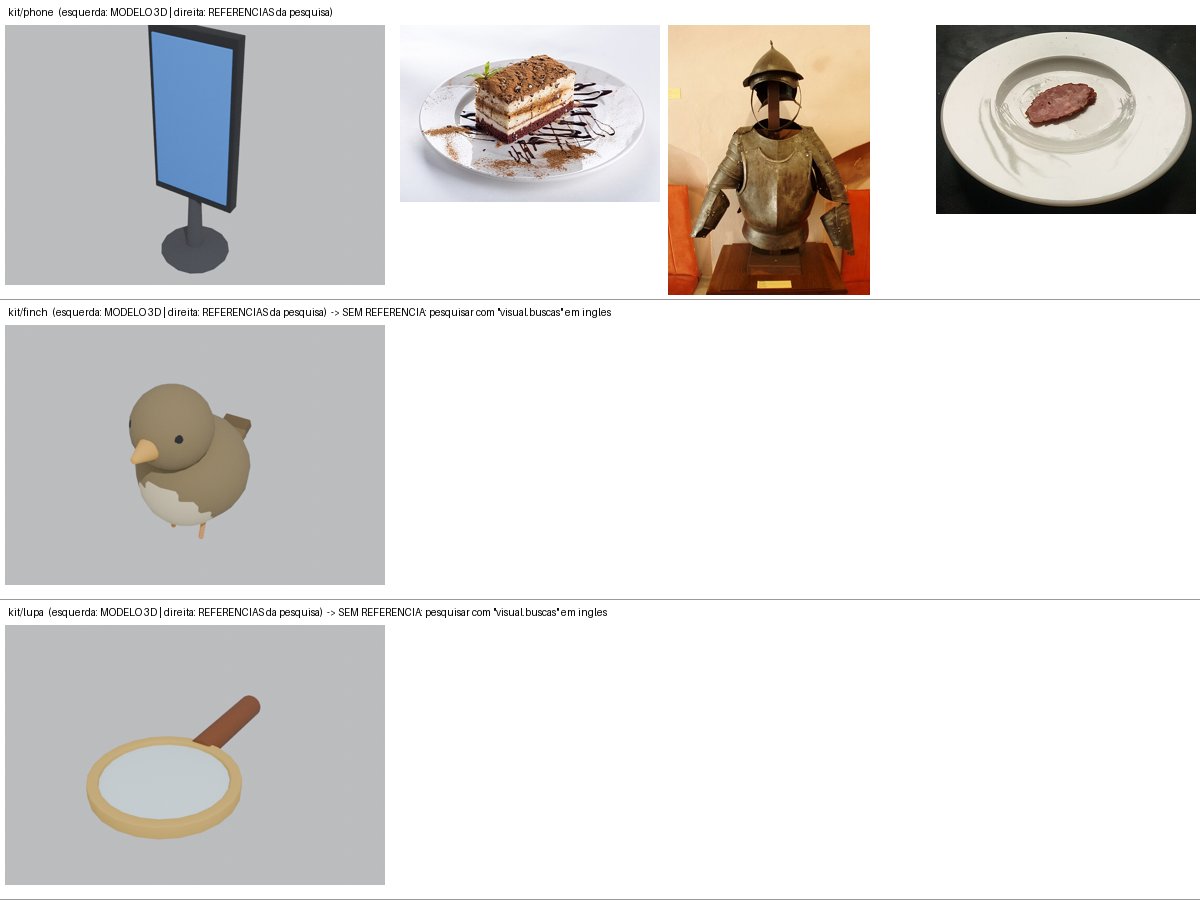 kit/phone (esquerda: MODELO 3D | direita: REFERENCIAS da pesquisa)
kit/finch (esquerda: MODELO 3D | direita: REFERENCIAS da pesquisa) -> SEM REFERENCIA: pesquisar com "visual.buscas" em ingles
kit/lupa (esquerda: MODELO 3D | direita: REFERENCIAS da pesquisa) -> SEM REFERENCIA: pesquisar com "visual.buscas" em ingles